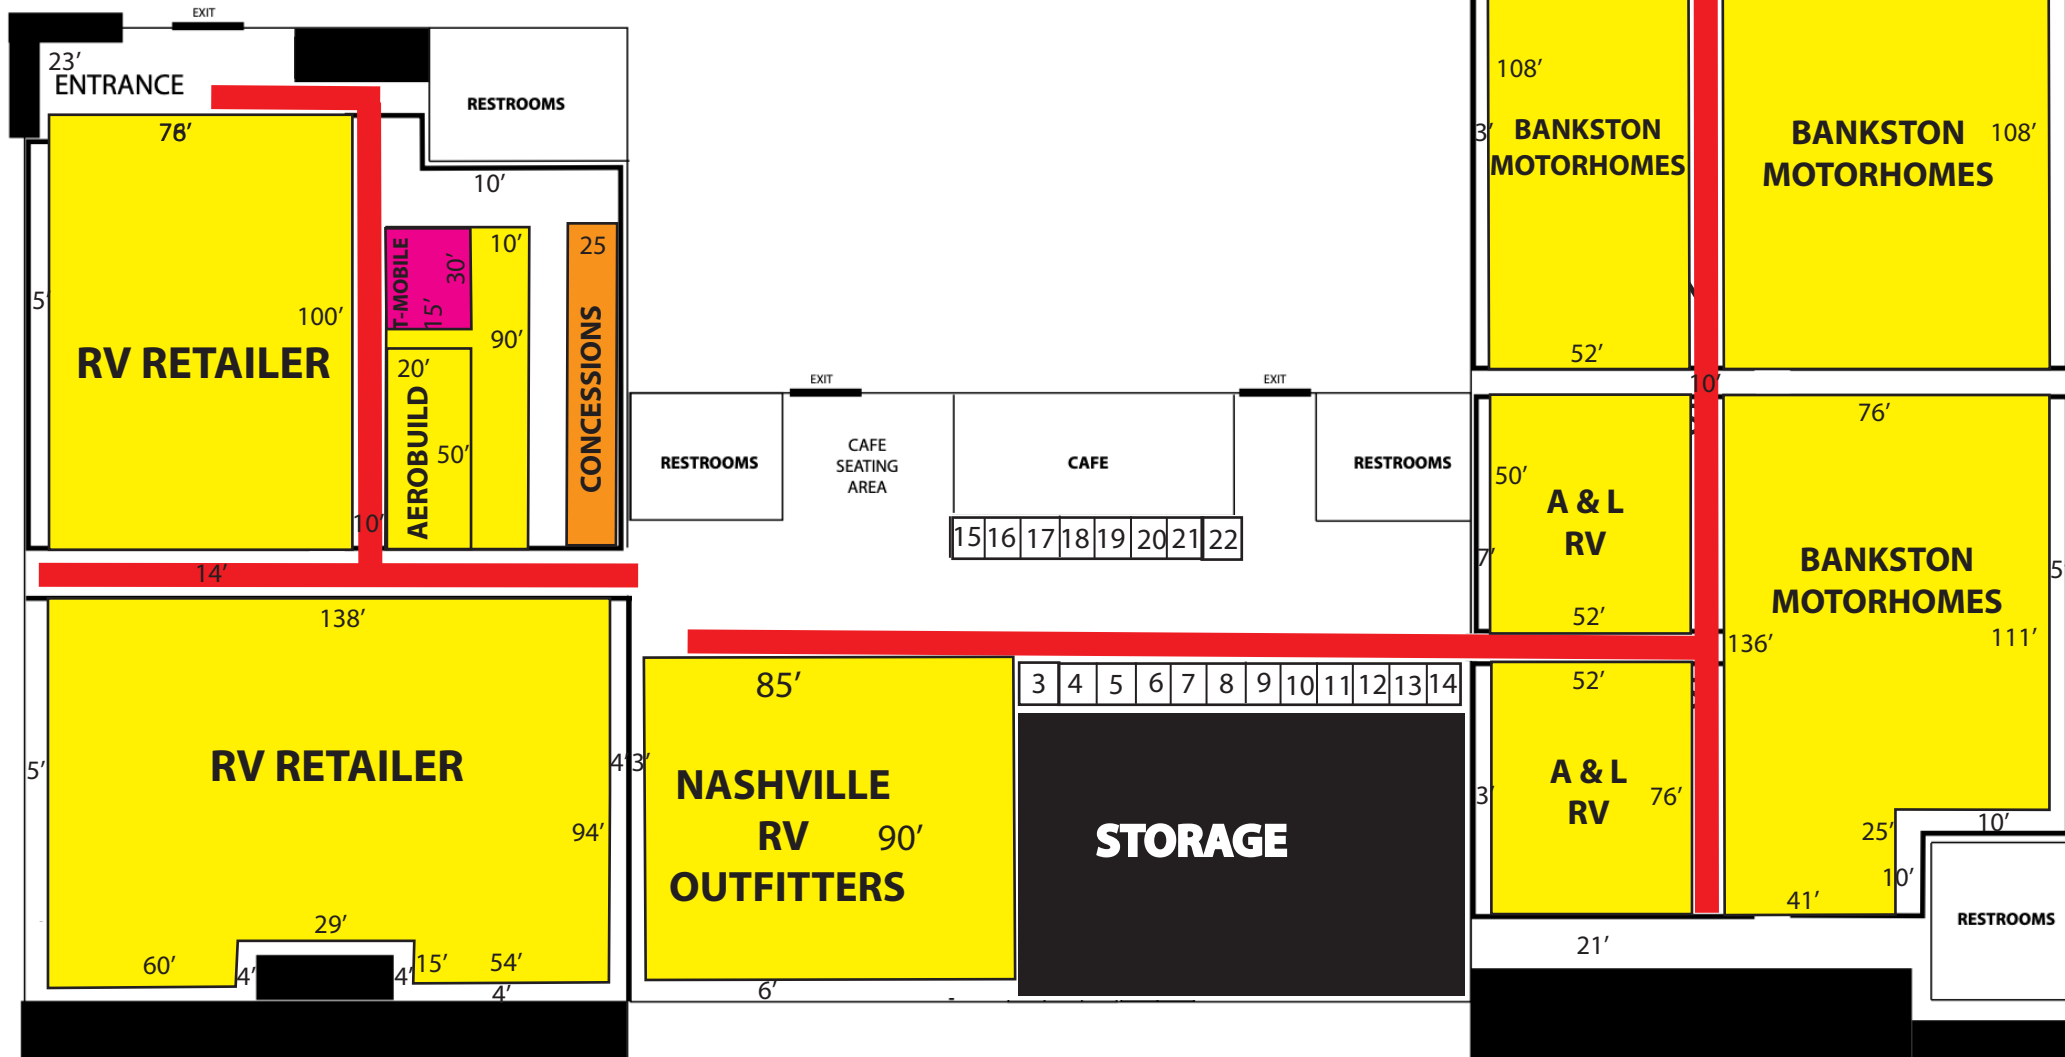 EXIT
23’
ENTRANCE
RESTROOMS
10’
5’
100’
RV RETAILER
10’
T-MOBILE
30’
15’
10’
90’
20’
AEROBUILD
50’
25
CONCESSIONS
14’
138’
RV RETAILER
5’
4’
94’
29’
60’
4’
4’
15’
54’
4’
EXIT
EXIT
RESTROOMS
CAFE
SEATING
AREA
CAFE
RESTROOMS
15 16 17 18 19 20 21 22
3’
85’
NASHVILLE
RV 90’
OUTFITTERS
6’
3 4 5 6 7 8 9 10 11 12 13 14
STORAGE
108’
3’
BANKSTON
MOTORHOMES
52’
BANKSTON
MOTORHOMES
108’
10’
50’
A & L
RV
7’
52’
76’
BANKSTON
MOTORHOMES
5’
136’
111’
52’
A & L
RV
3’
76’
25’
10’
10’
41’
21’
RESTROOMS